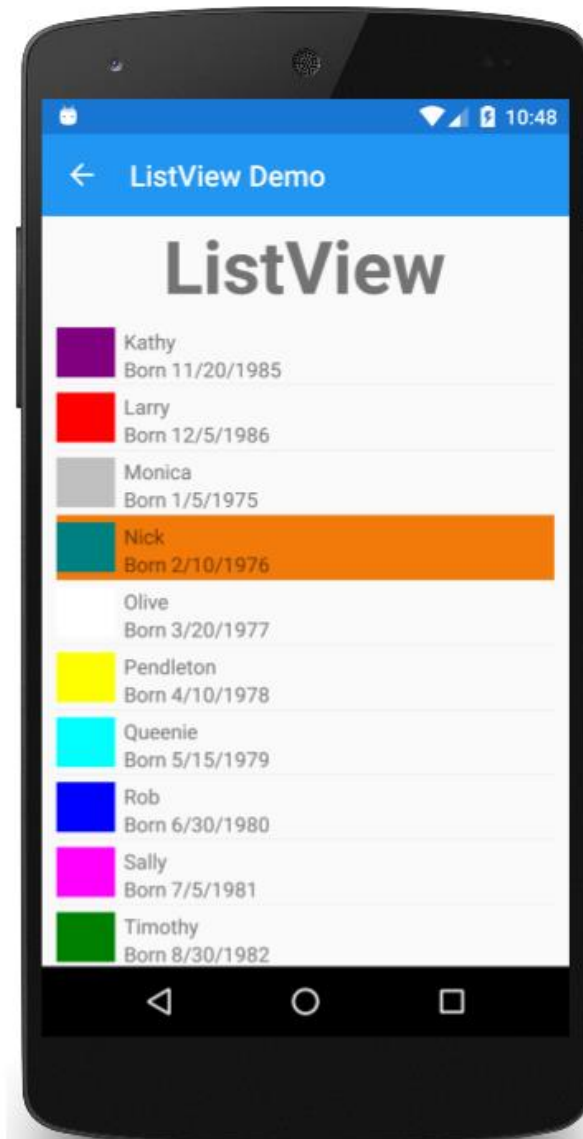 10:48
ListView Demo
ListView
Kathy
Born 11/20/1985
Larry
Born 12/5/1986
Monica
Born 1/5/1975
Nick
Born 2/10/1976
Olive
Born 3/20/1977
Pendleton
Born 4/10/1978
Queenie
Born 5/15/1979
Rob
Born 6/30/1980
Sally
Born 7/5/1981
Timothy
Born 8/30/1982